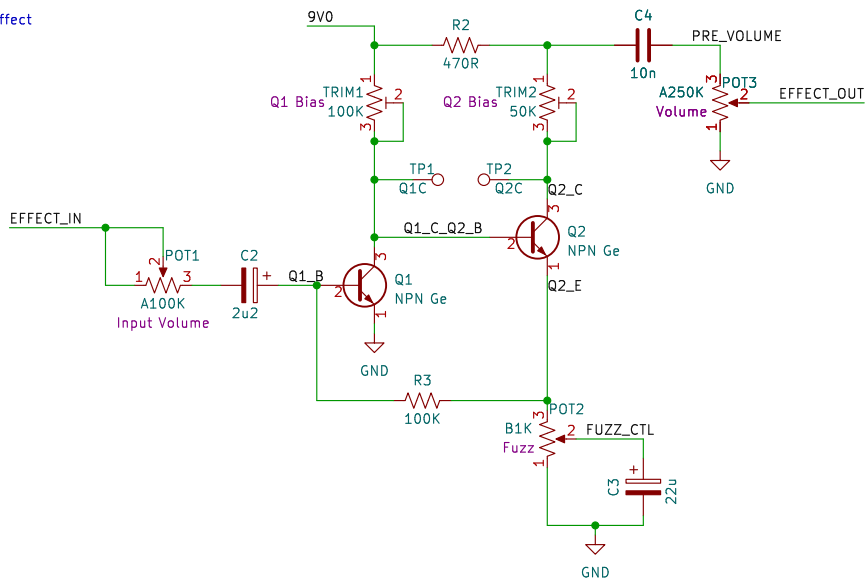 ffect
9V0
R2
470R
C4
10n
PRE_VOLUME
1
2
3
TRIM1
100K
Q1 Bias
1
2
3
TRIM2
50K
Q2 Bias
3
2
1
POT3
A250K
Volume
EFFECT_OUT
GND
TP1
Q1C
TP2
Q2C
Q2_C
EFFECT_IN
Q1_C_Q2_B
3
2
1
Q2
NPN Ge
Q2_E
POT1
2
1
3
A100K
Input Volume
C2
+
2u2
Q1_B
3
2
1
Q1
NPN Ge
GND
R3
100K
POT2
3
2
1
B1K
Fuzz
FUZZ_CTL
+
C3
22u
GND